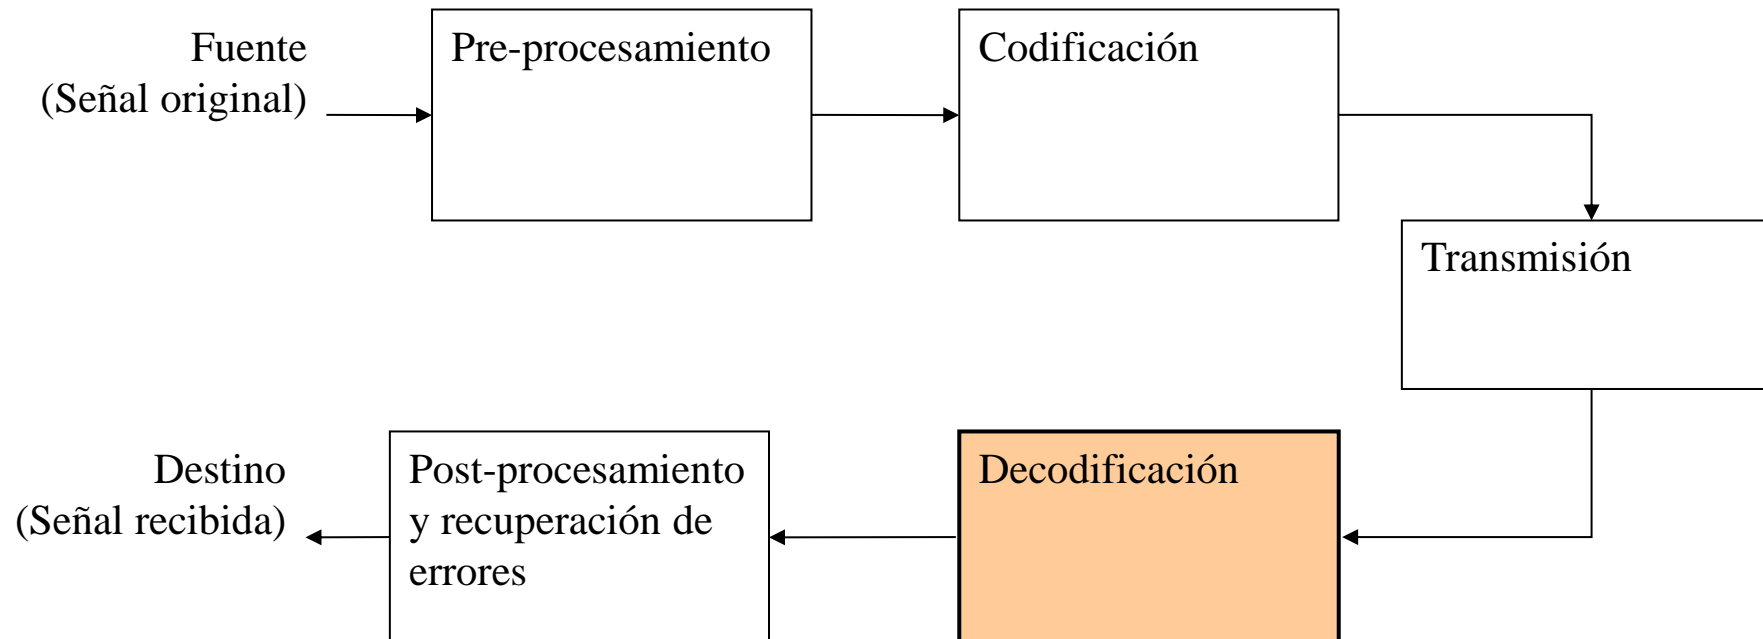 Fuente
(Señal original)
Pre-procesamiento
Codificación
Transmisión
Destino
(Señal recibida)
Post-procesamiento
y recuperación de
errores
Decodificación